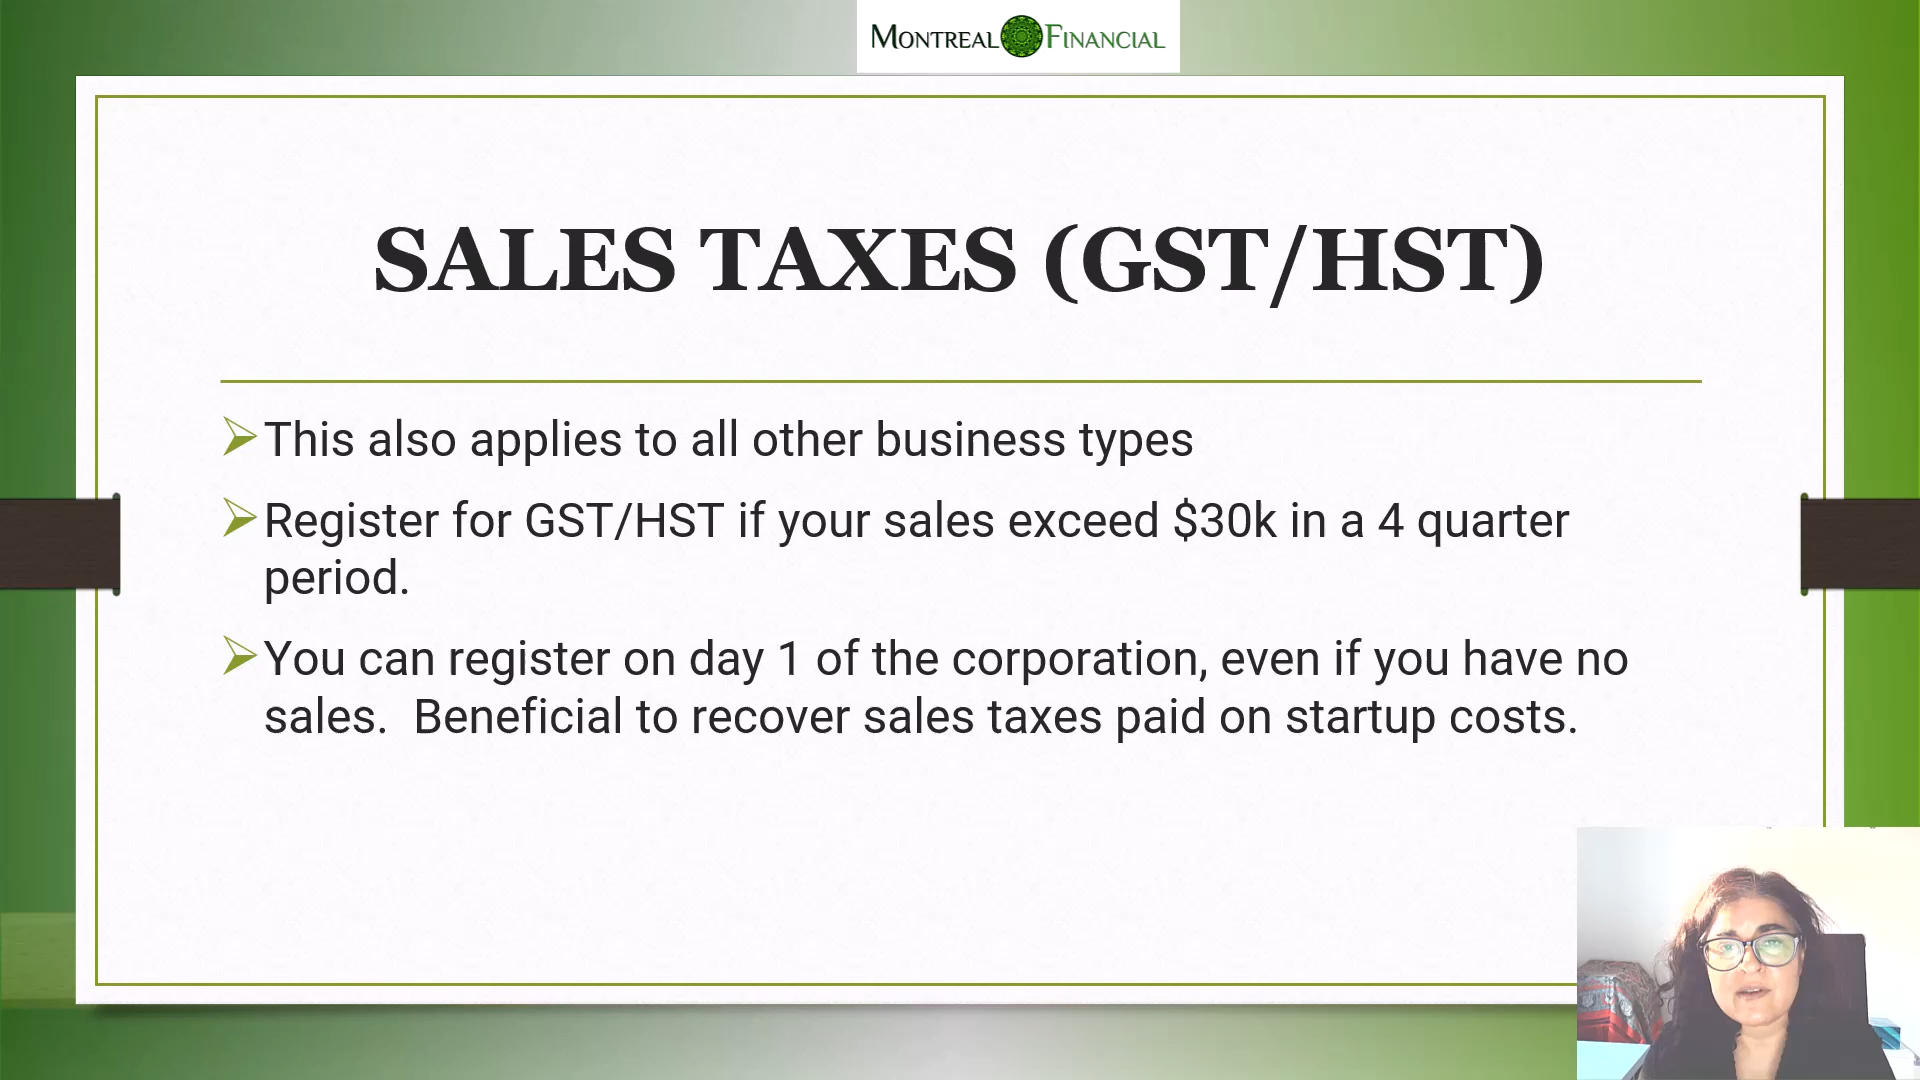 MONTREAL FINANCIAL
SALES TAXES (GST/HST)
This also applies to all other business types
Register for GST/HST if your sales exceed $30k in a 4 quarter
period.
You can register on day 1 of the corporation, even if you have no
sales.  Beneficial to recover sales taxes paid on startup costs.